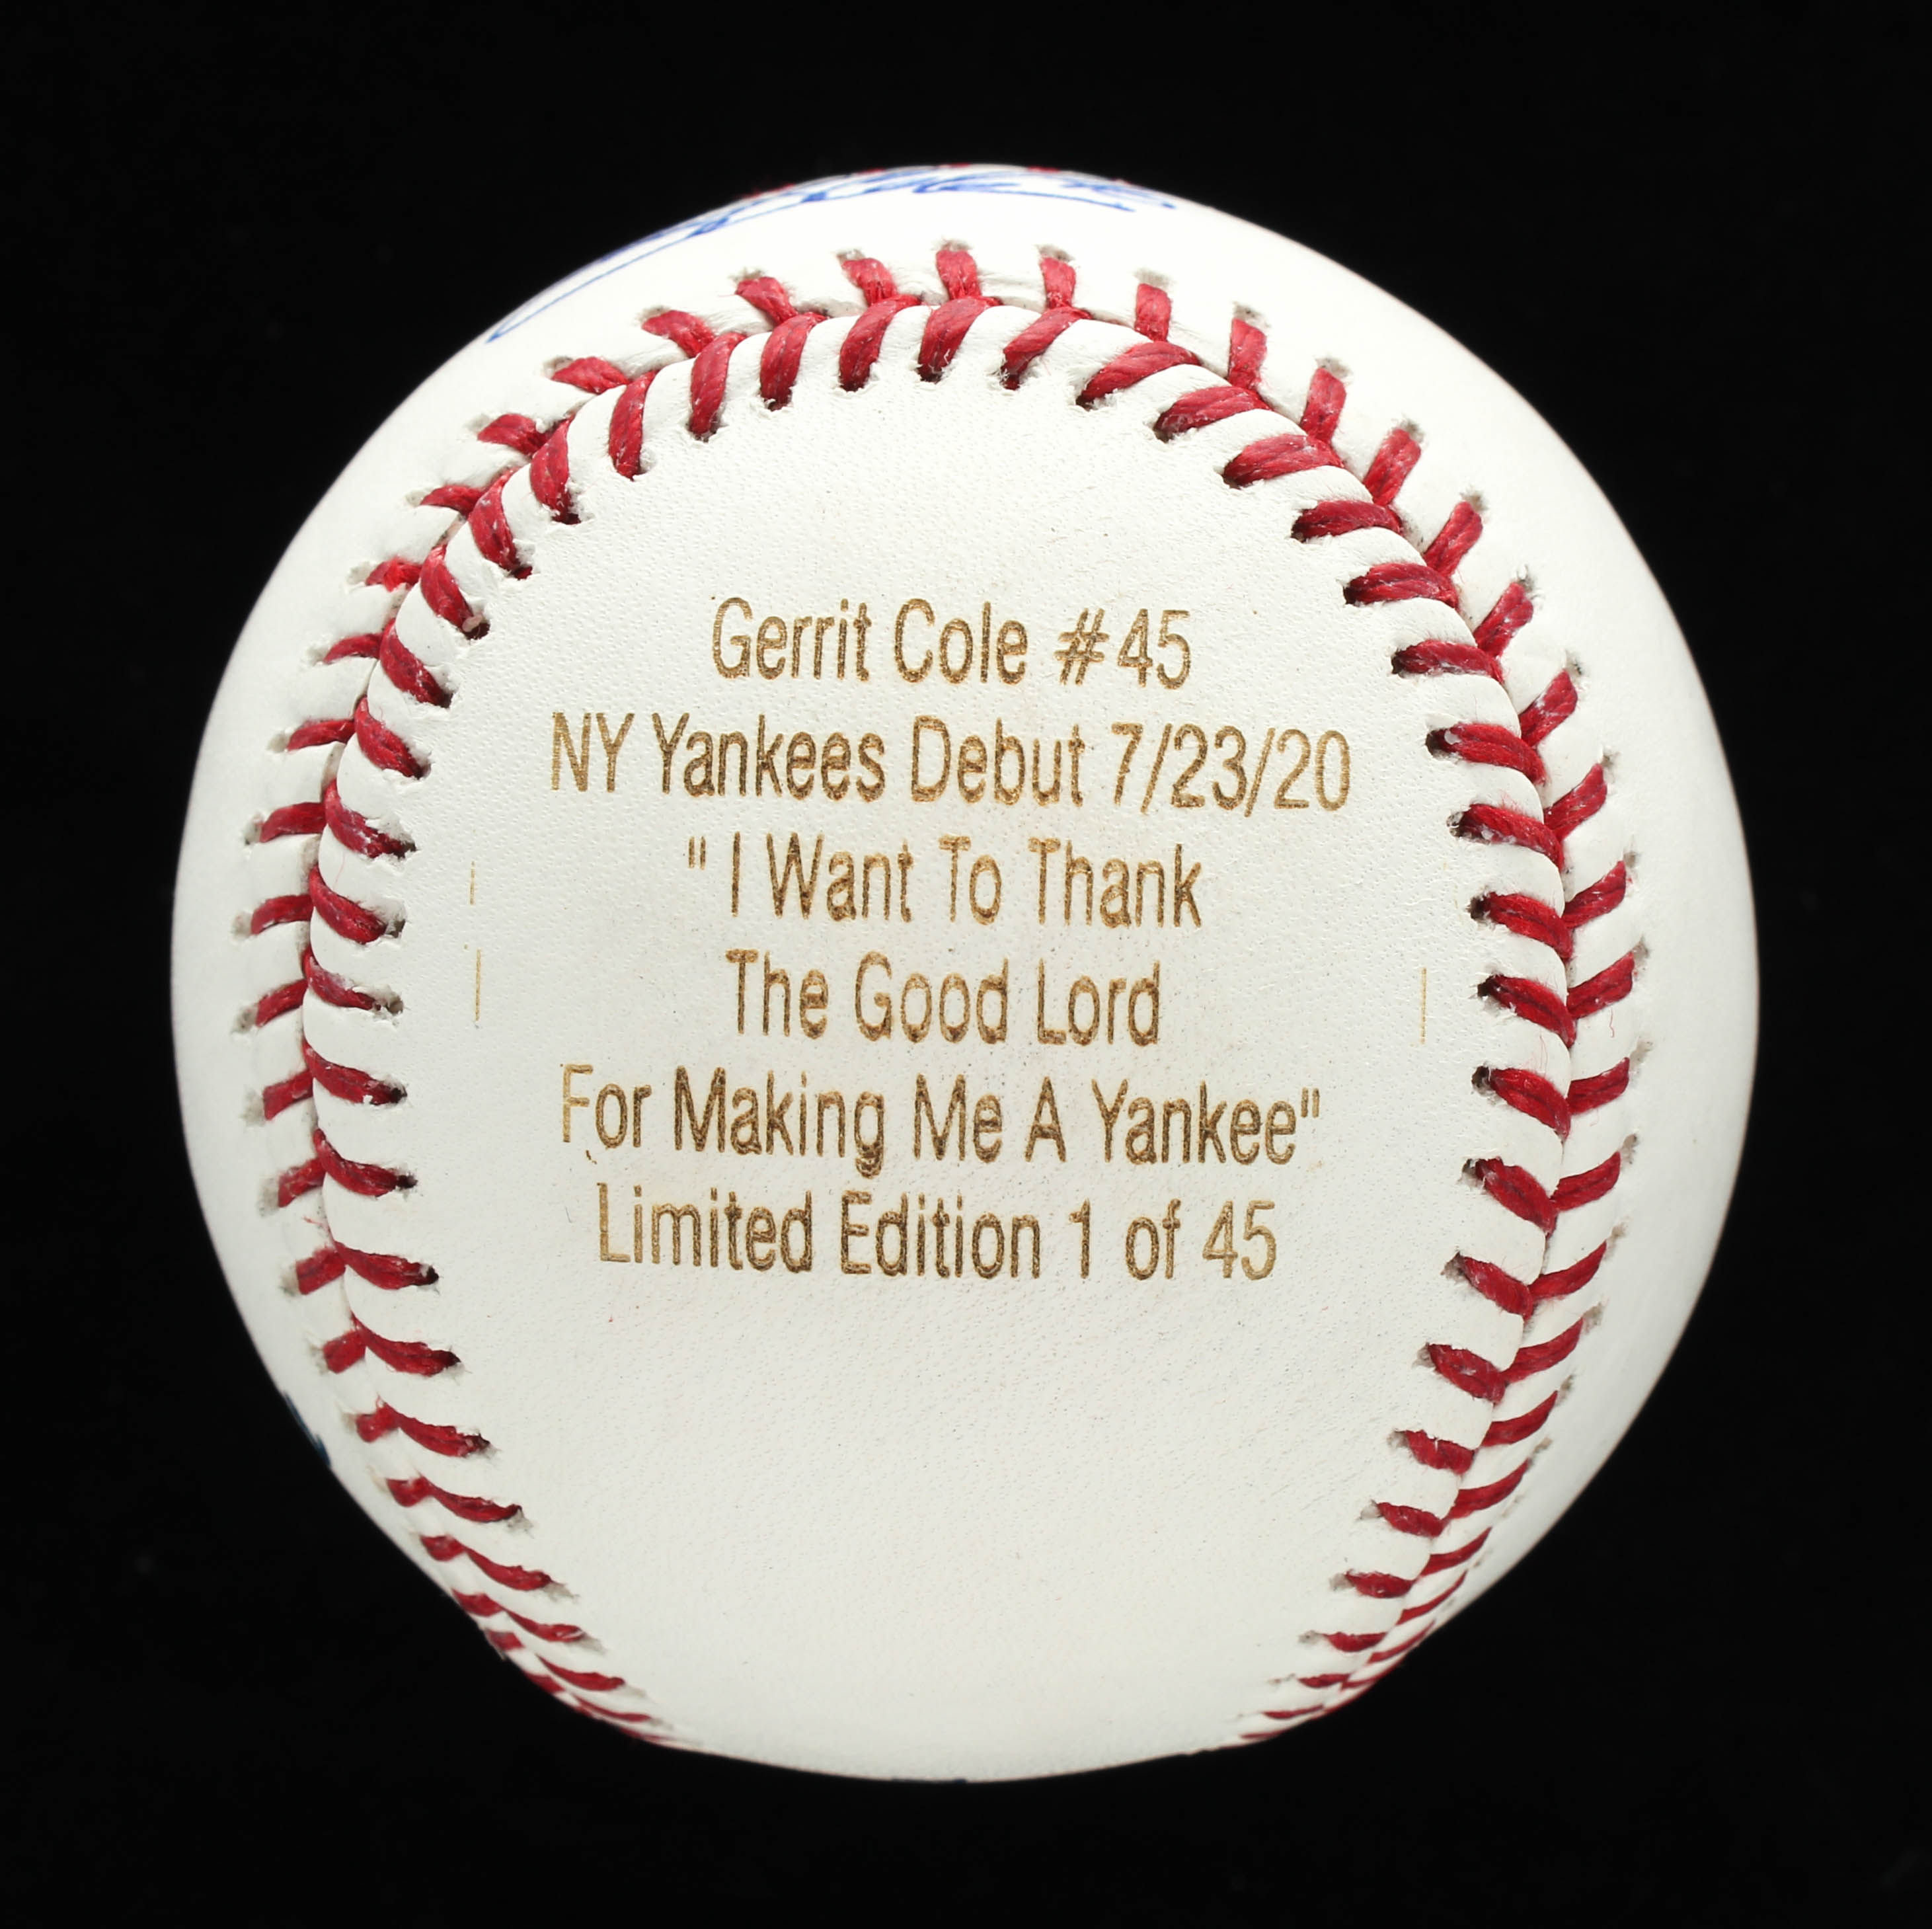 Gerrit Cole #45
NY Yankees Debut 7/23/20
" I Want To Thank
The Good Lord
For Making Me A Yankee"
Limited Edition 1 of 45